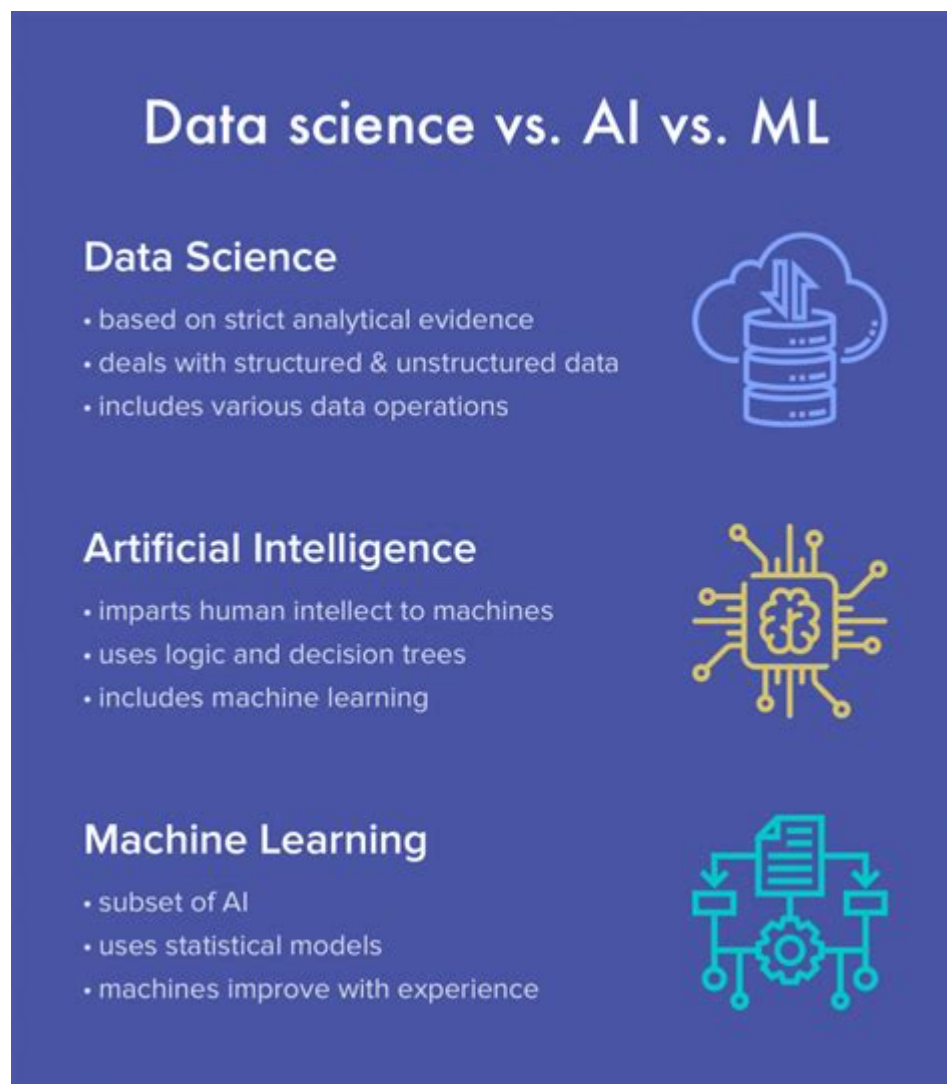 Data science vs. AI vs. ML
Data Science
• based on strict analytical evidence
• deals with structured & unstructured data
• includes various data operations
Artificial Intelligence
• imparts human intellect to machines
• uses logic and decision trees
• includes machine learning
Machine Learning
• subset of AI
• uses statistical models
• machines improve with experience